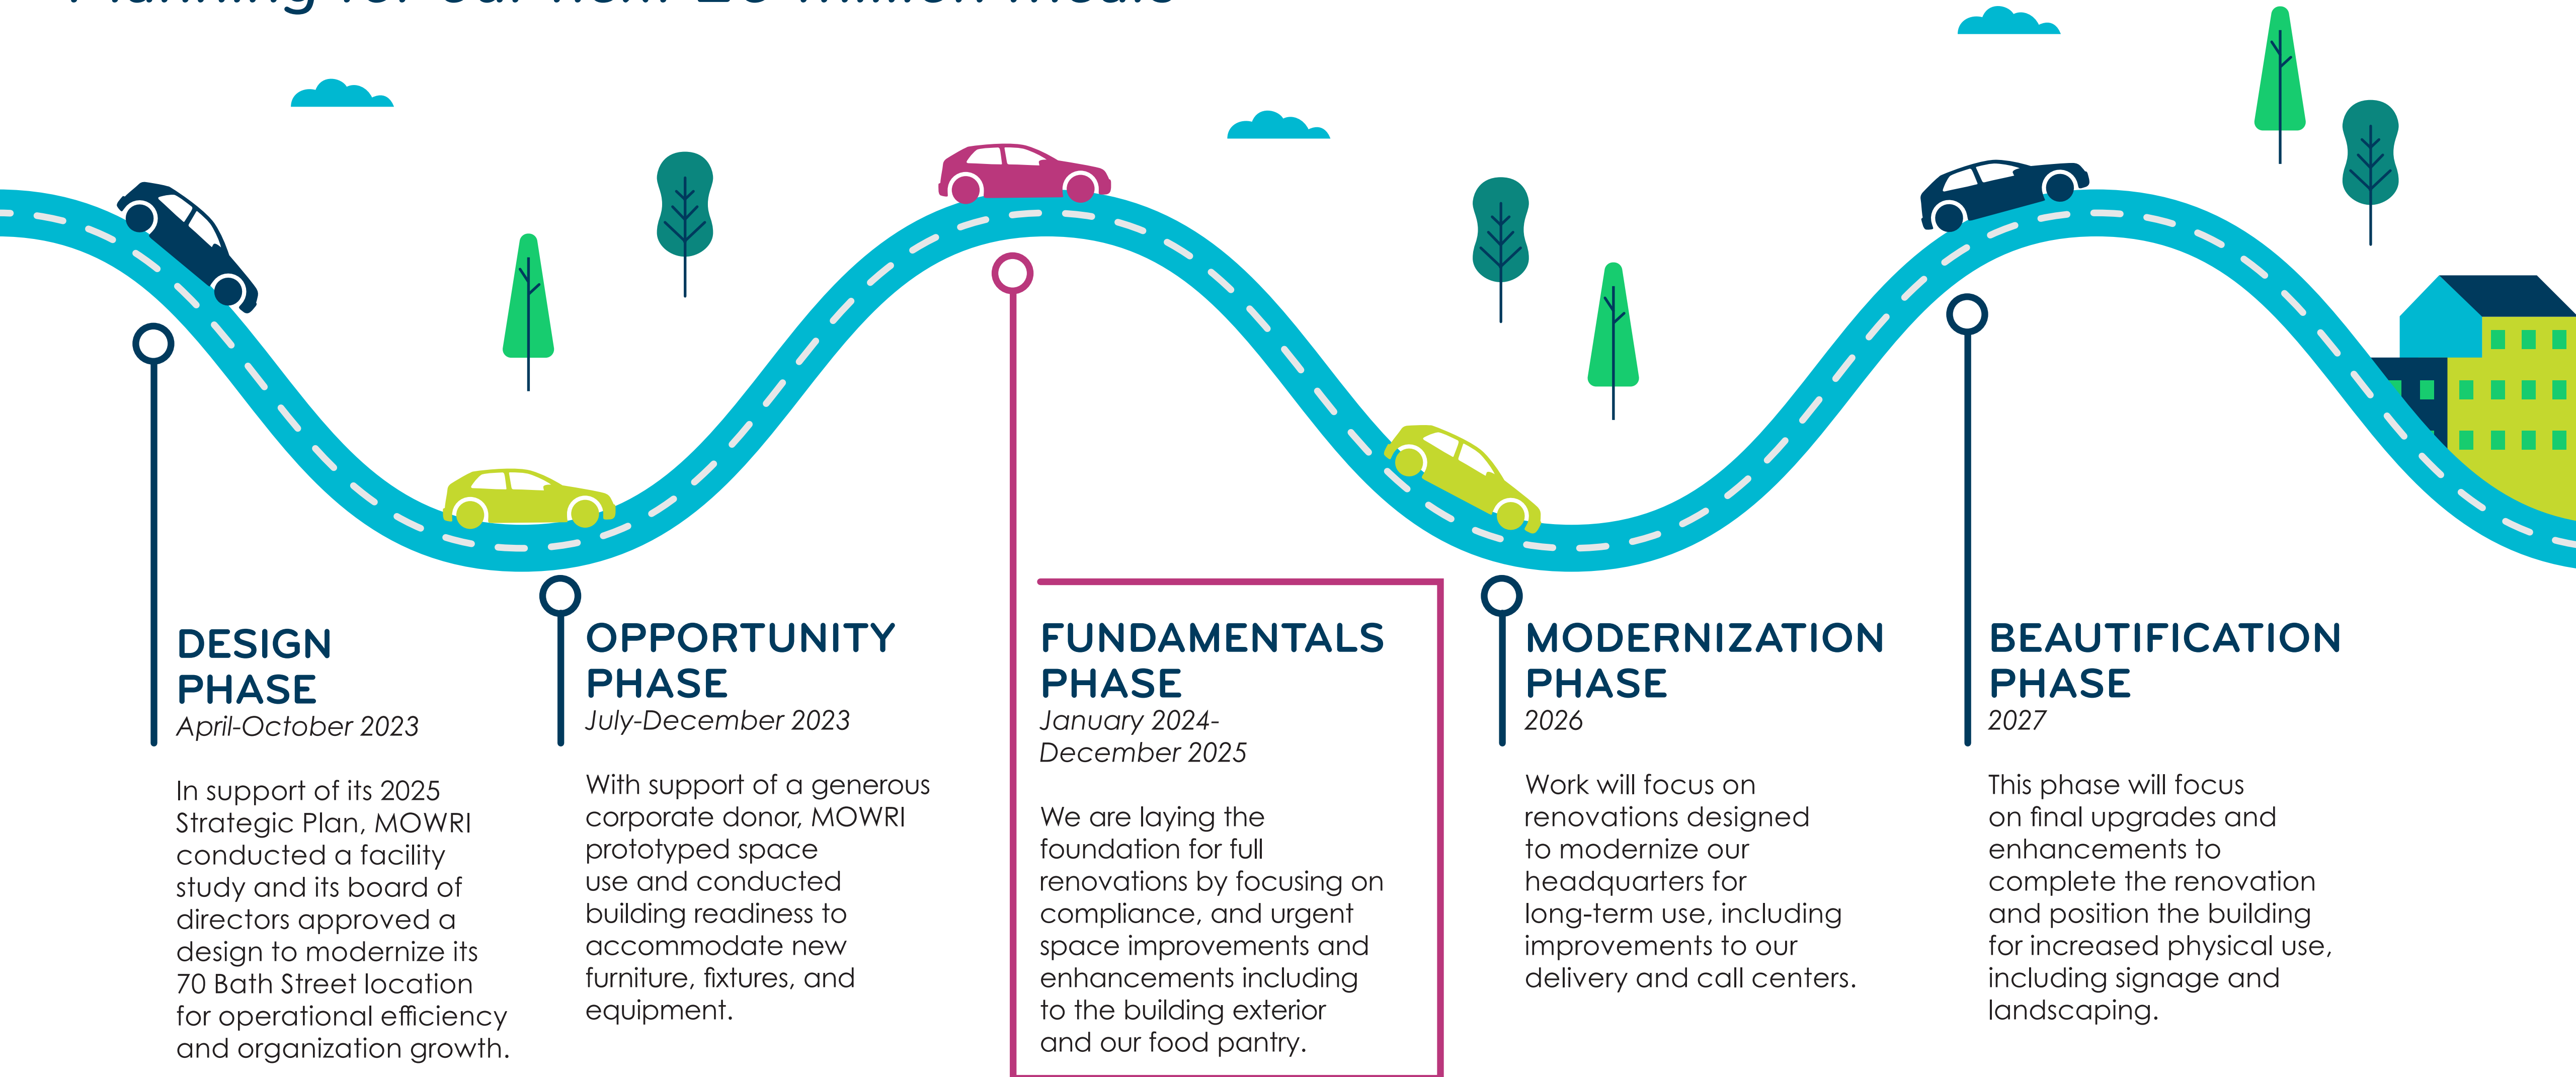 Planning for our next 20 million meals
DESIGN
PHASE
April-October 2023
In support of its 2025
Strategic Plan, MOWRI
conducted a facility
study and its board of
directors approved a
design to modernize its
70 Bath Street location
for operational efficiency
and organization growth.
OPPORTUNITY
PHASE
July-December 2023
With support of a generous
corporate donor, MOWRI
prototyped space
use and conducted
building readiness to
accommodate new
furniture, fixtures, and
equipment.
FUNDAMENTALS
PHASE
January 2024-
December 2025
We are laying the
foundation for full
renovations by focusing on
compliance, and urgent
space improvements and
enhancements including
to the building exterior
and our food pantry.
MODERNIZATION
PHASE
2026
Work will focus on
renovations designed
to modernize our
headquarters for
long-term use, including
improvements to our
delivery and call centers.
BEAUTIFICATION
PHASE
2027
This phase will focus
on final upgrades and
enhancements to
complete the renovation
and position the building
for increased physical use,
including signage and
landscaping.